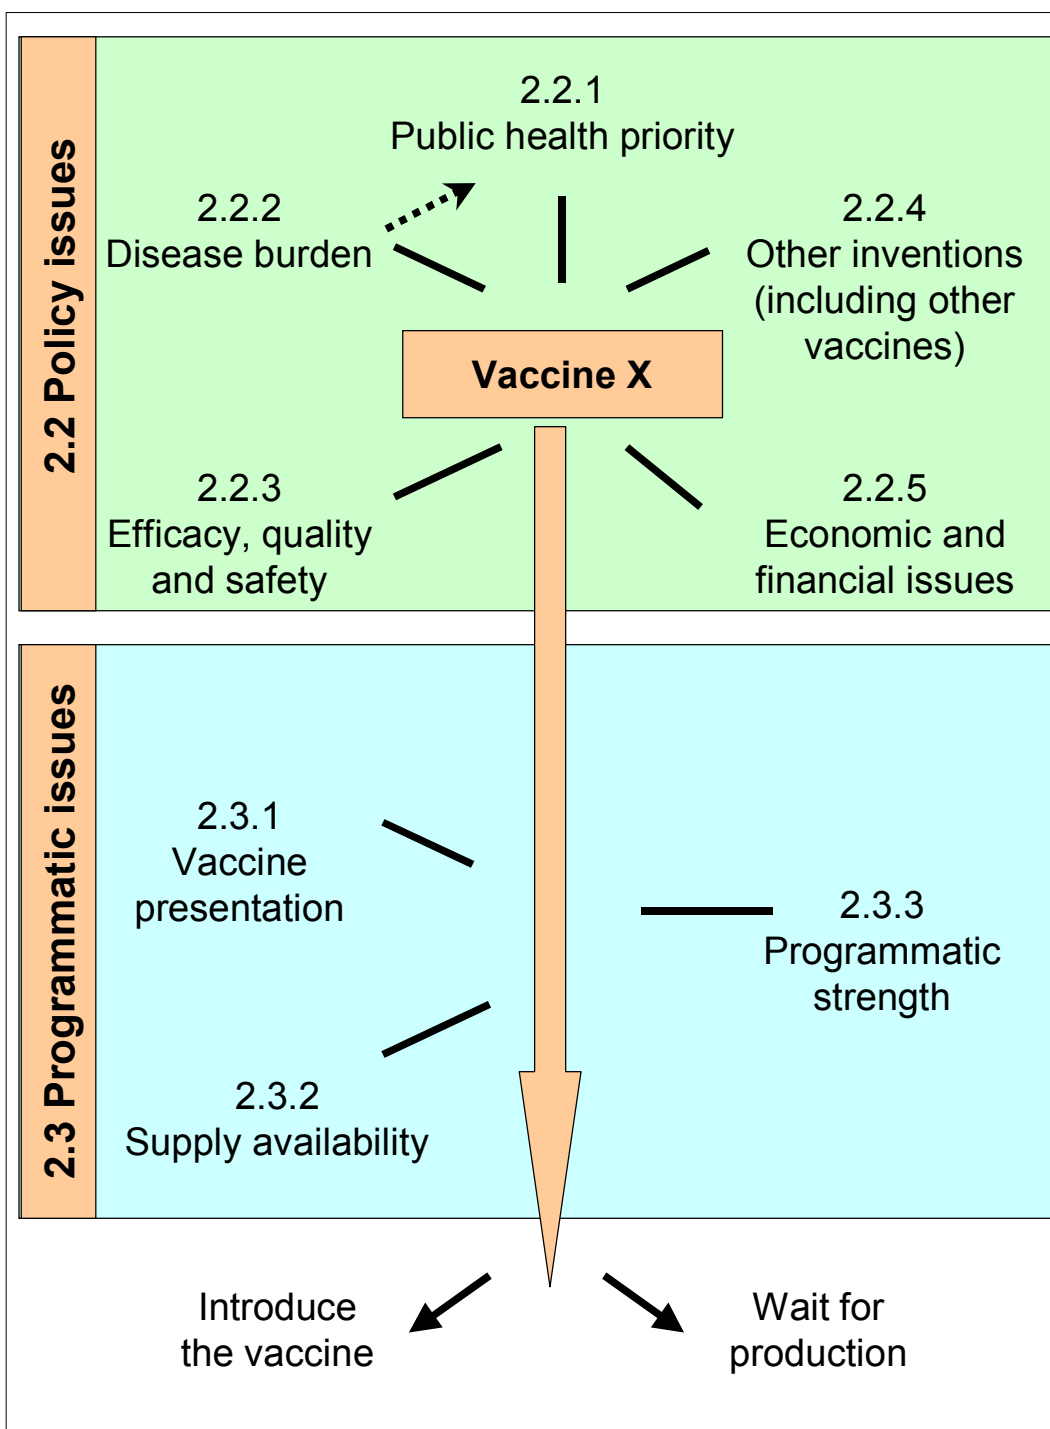 2.2 Policy issues
2.2.1
Public health priority
2.2.2
Disease burden
2.2.4
Other inventions
(including other
vaccines)
Vaccine X
2.2.3
Efficacy, quality
and safety
2.2.5
Economic and
financial issues
2.3 Programmatic issues
2.3.1
Vaccine
presentation
2.3.3
Programmatic
strength
2.3.2
Supply availability
Introduce
the vaccine
Wait for
production